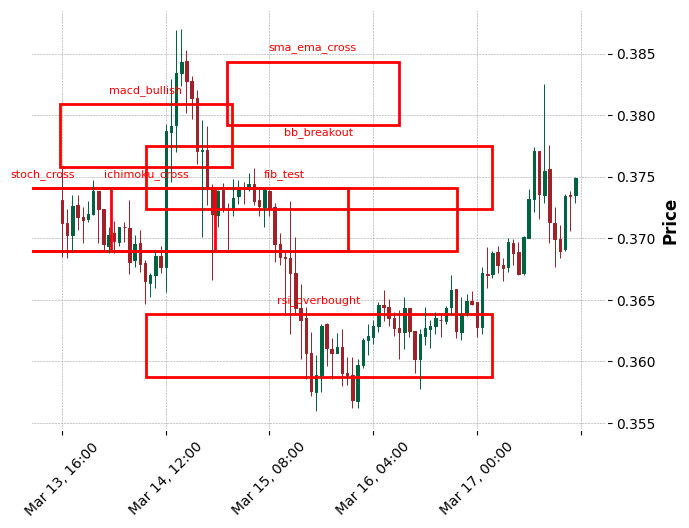 sma_ema_cross
0.385
macd_bullish
0.380
bb_breakout
stoch_cross
ichimoku_cross
fib_test
0.375
Price
0.370
rsi_overbought
0.365
0.360
0.355
Mar 13, 16:00
Mar 14, 12:00
Mar 15, 08:00
Mar 16, 04:00
Mar 17, 00:00